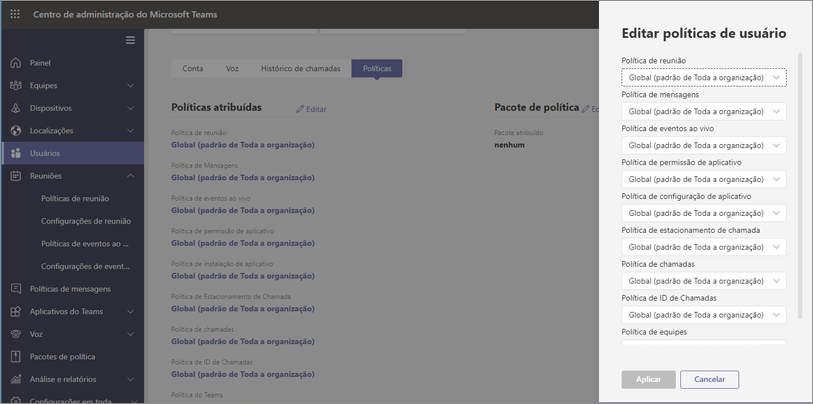 Centro de administração do Microsoft Teams
Painel
Equipes
Dispositivos
Localizações
Usuários
Reuniões
Políticas de reunião
Configurações de reunião
Políticas de eventos ao ...
Configurações de event...
Políticas de mensagens
Aplicativos do Teams
Voz
Pacotes de política
Análise e relatórios
Configurações em toda
Conta
Voz
Histórico de chamadas
Políticas
Políticas atribuídas
Editar
Política de reunião
Global (padrão de Toda a organização)
Política de Mensagens
Global (padrão de Toda a organização)
Política de eventos ao vivo
Global (padrão de Toda a organização)
Política de permissão de aplicativo
Global (padrão de Toda a organização)
Política de instalação de aplicativo
Global (padrão de Toda a organização)
Política de Estacionamento de Chamada
Global (padrão de Toda a organização)
Política de chamadas
Global (padrão de Toda a organização)
Política de ID de Chamadas
Global (padrão de Toda a organização)
Política do Teams
Pacote de política
Ed
Pacote atribuído
nenhum
Editar políticas de usuário
Política de reunião
Global (padrão de Toda a organização)
Política de mensagens
Global (padrão de Toda a organização)
Política de eventos ao vivo
Global (padrão de Toda a organização)
Política de permissão de aplicativo
Global (padrão de Toda a organização)
Política de configuração de aplicativo
Global (padrão de Toda a organização)
Política de estacionamento de chamada
Global (padrão de Toda a organização)
Política de chamadas
Global (padrão de Toda a organização)
Política de ID de Chamadas
Global (padrão de Toda a organização)
Política de equipes
Aplicar
Cancelar